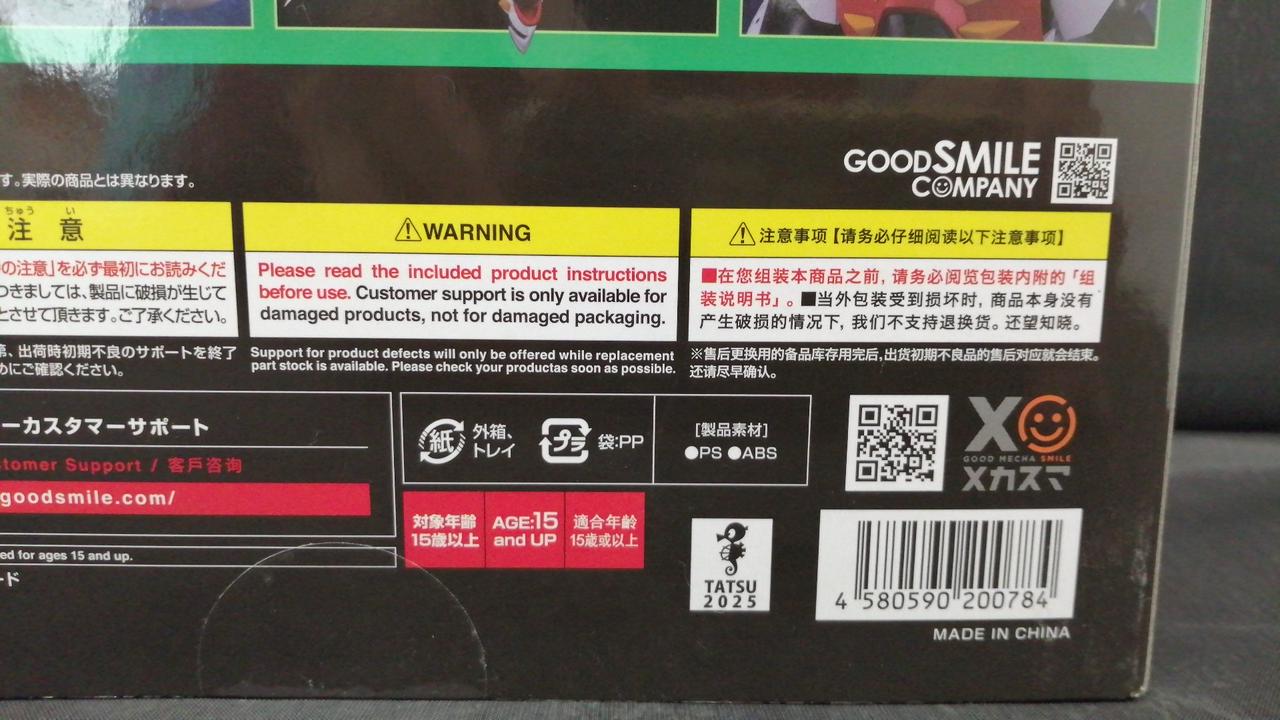 GOOD SMILE
COMPANY
す。実際の商品とは異なります。
ちゅう い
注 意
の注意」を必ず最初にお読みくだ
つきましては、製品に破損が生じて
とさせて頂きます。ご了承ください。
、出荷時初期不良のサポートを終了
めにご確認ください。
⚠WARNING
Please read the included product instructions
before use. Customer support is only available for
damaged products, not for damaged packaging.
Support for product defects will only be offered while replacement
part stock is available. Please check your productas soon as possible.
⚠注意事项【请务必仔细阅读以下注意事项】
■在您组装本商品之前，请务必阅览包装内附的「组
装说明书」。■当外包装受到损坏时，商品本身没有
产生破损的情况下，我们不支持退换货。还望知晓。
※售后更换用的备品库存用完后,出货初期不良品的售后对应就会结束。
还请尽早确认。
ーカスタマーサポート
stomer Support / 客戶咨询
goodsmile.com/
ed for ages 15 and up.
ード
紙 外箱、
トレイ
プラ 袋:PP
[製品素材]
●PS ●ABS
対象年齢
15歳以上
AGE:15
and UP
適合年齡
15歲或以上
GOOD MECHA SMILE
メカスマ
TATSU
2025
4 580590 200784
MADE IN CHINA